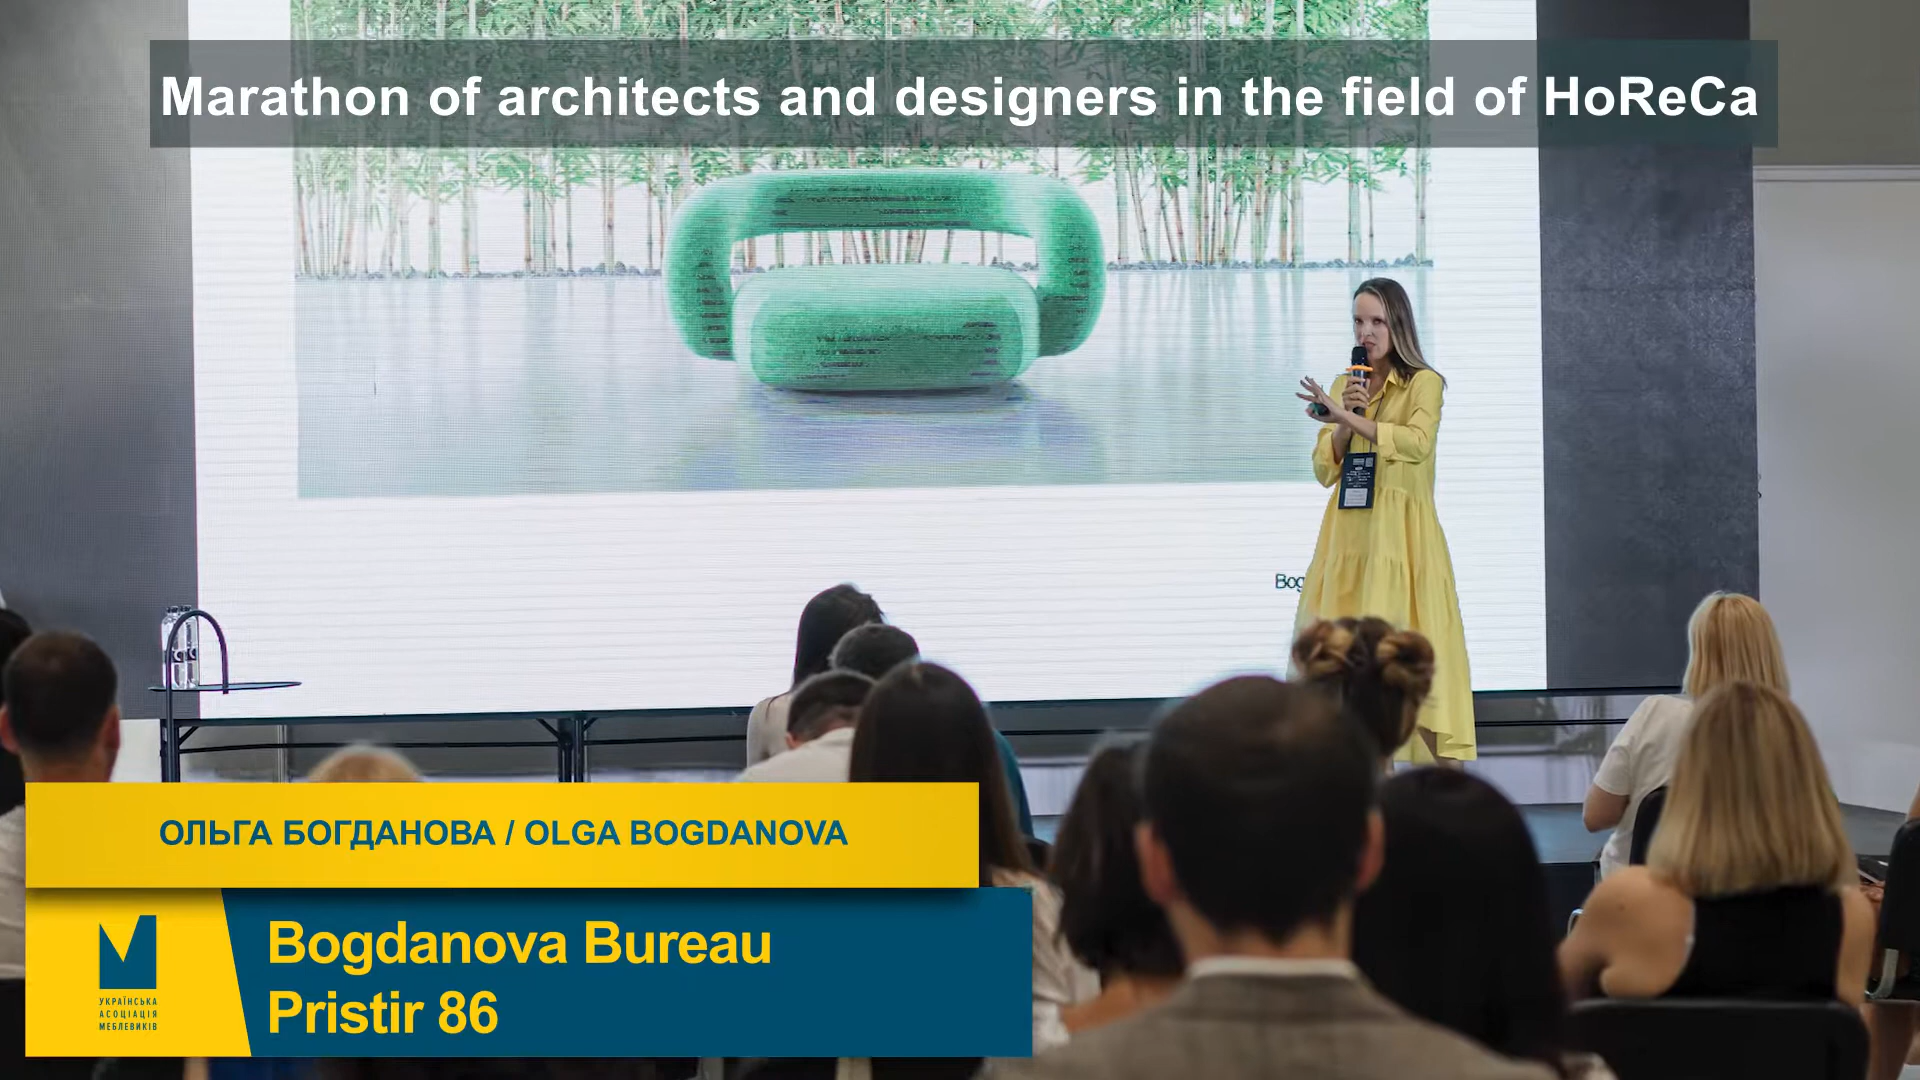 Marathon of architects and designers in the field of HoReCa
Bog
ОЛЬГА БОГДАНОВА / OLGA BOGDANOVA
Bogdanova Bureau
Pristir 86
УКРАЇНСЬКА
АСОЦІАЦІЯ
МЕБЛЕВИКІВ